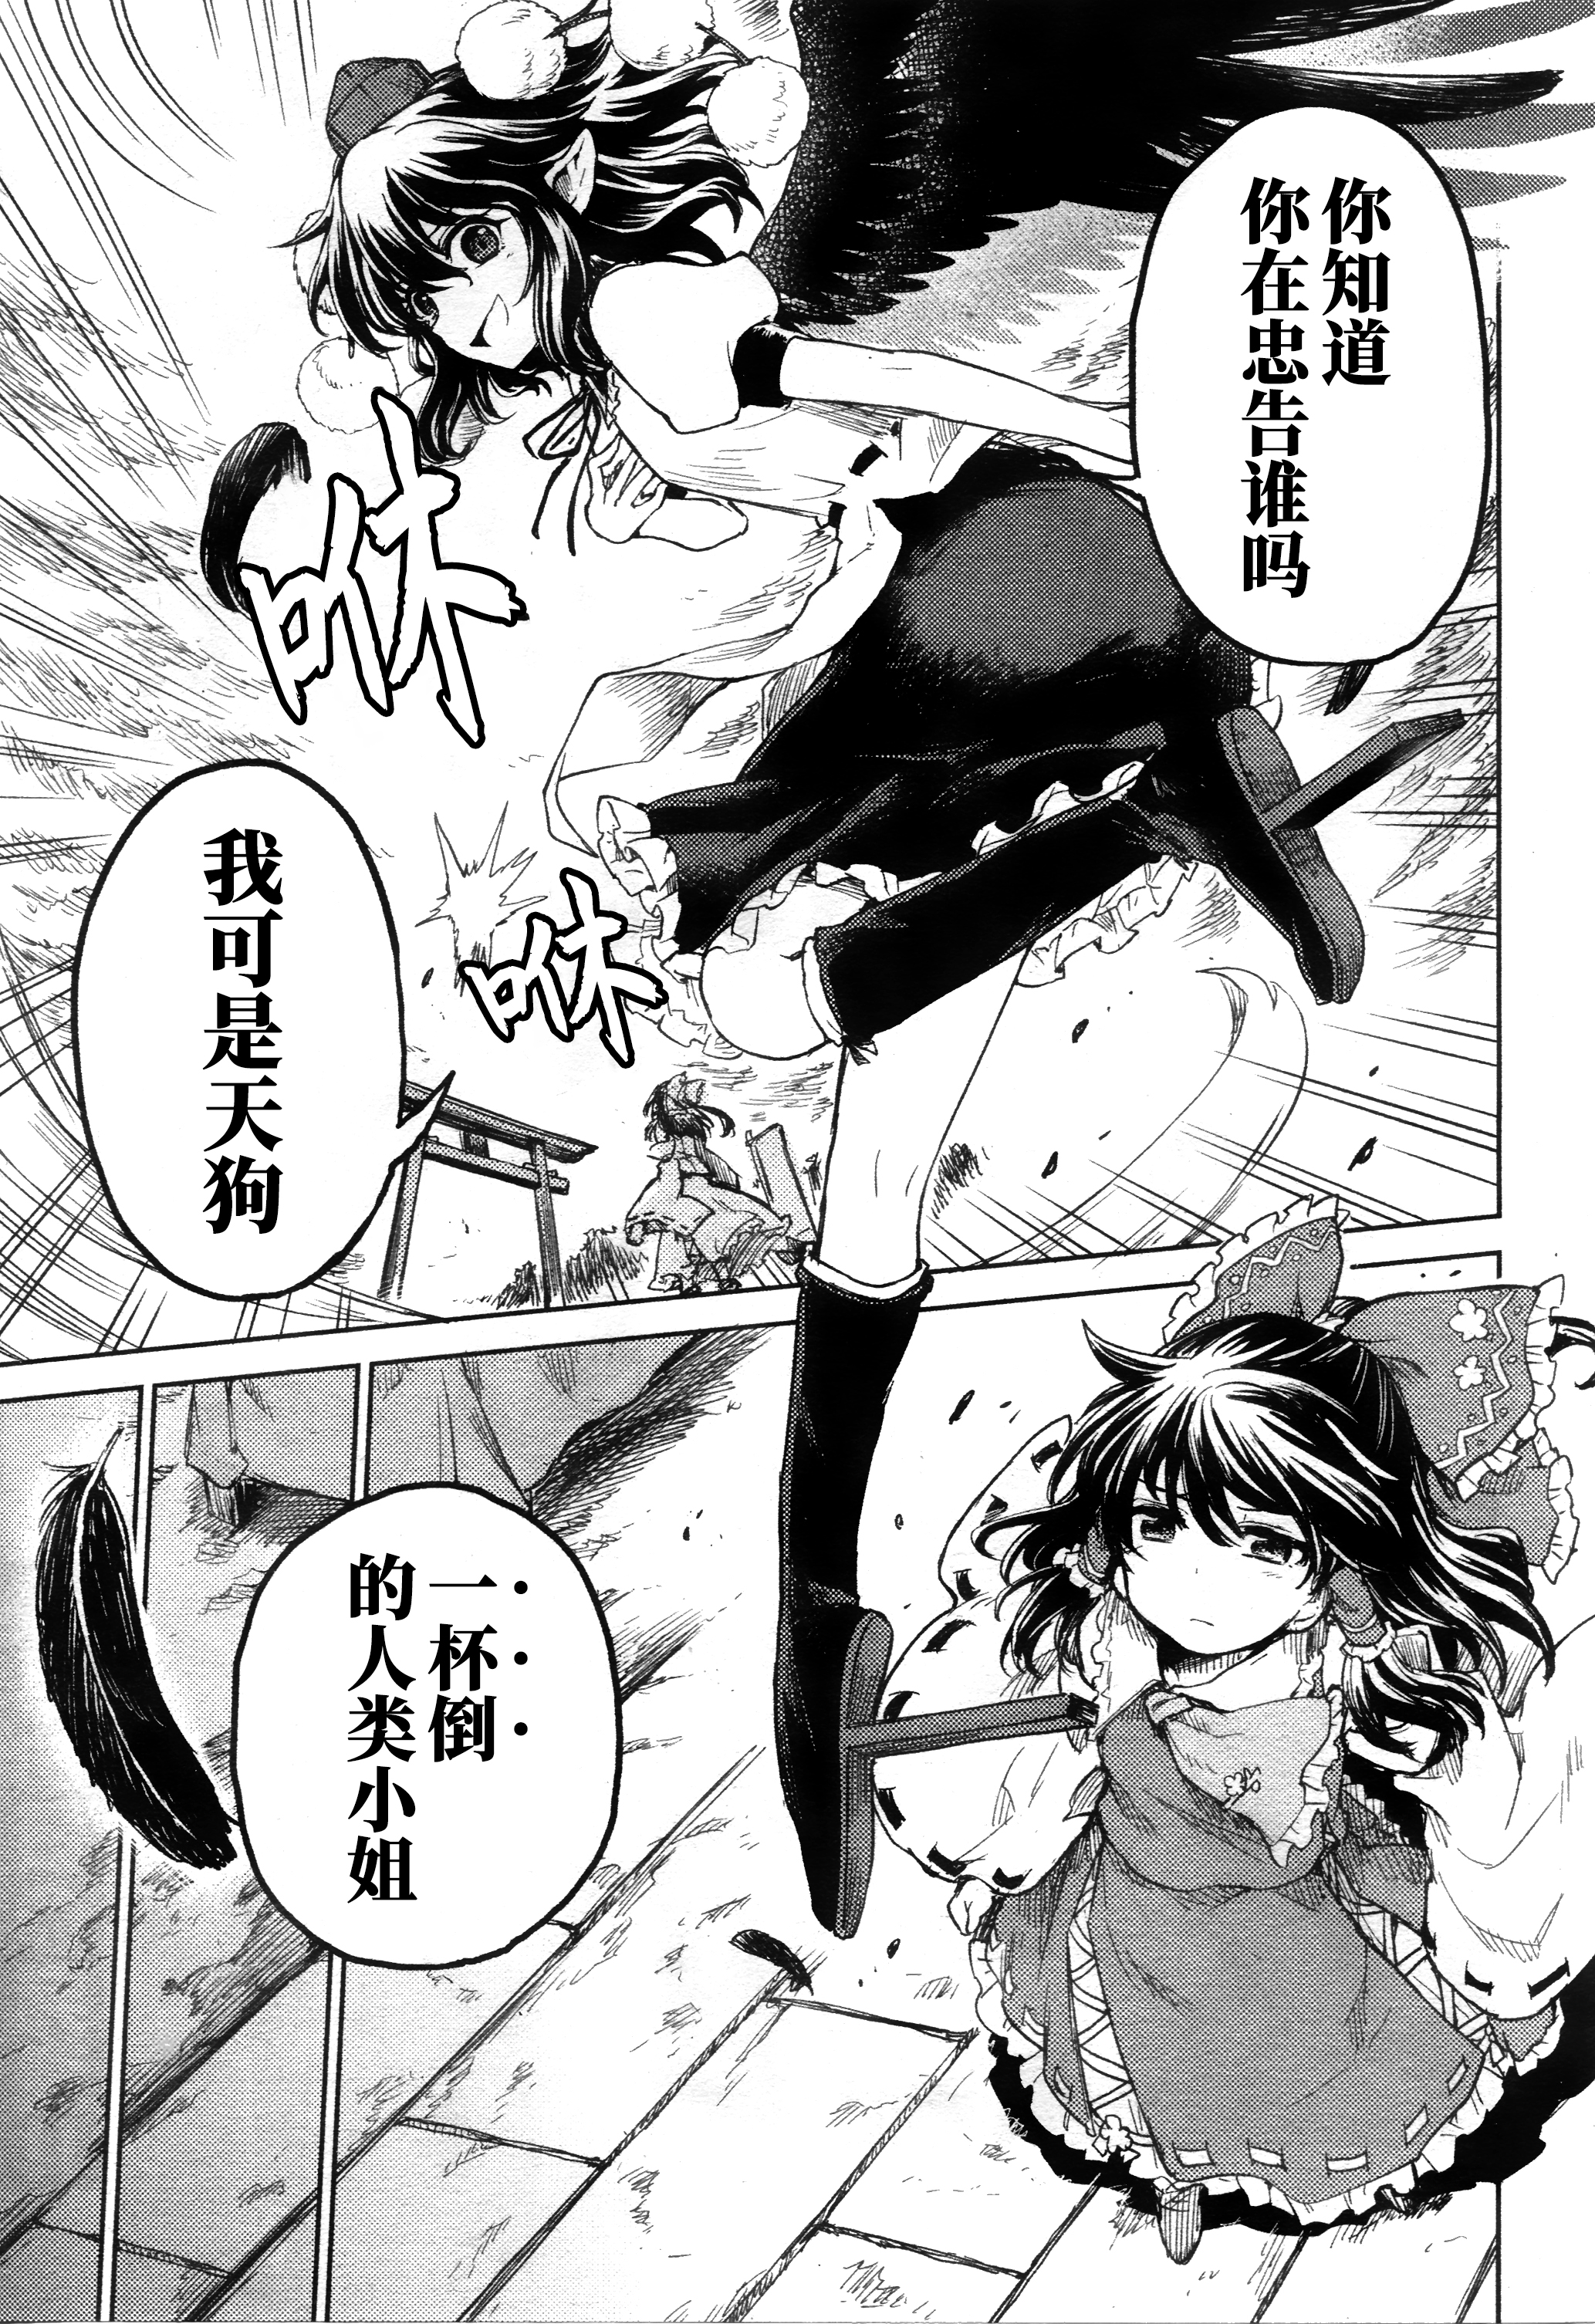 你知道
你在忠告谁吗
咻
咻
我可是天狗
一杯倒
的人类小姐